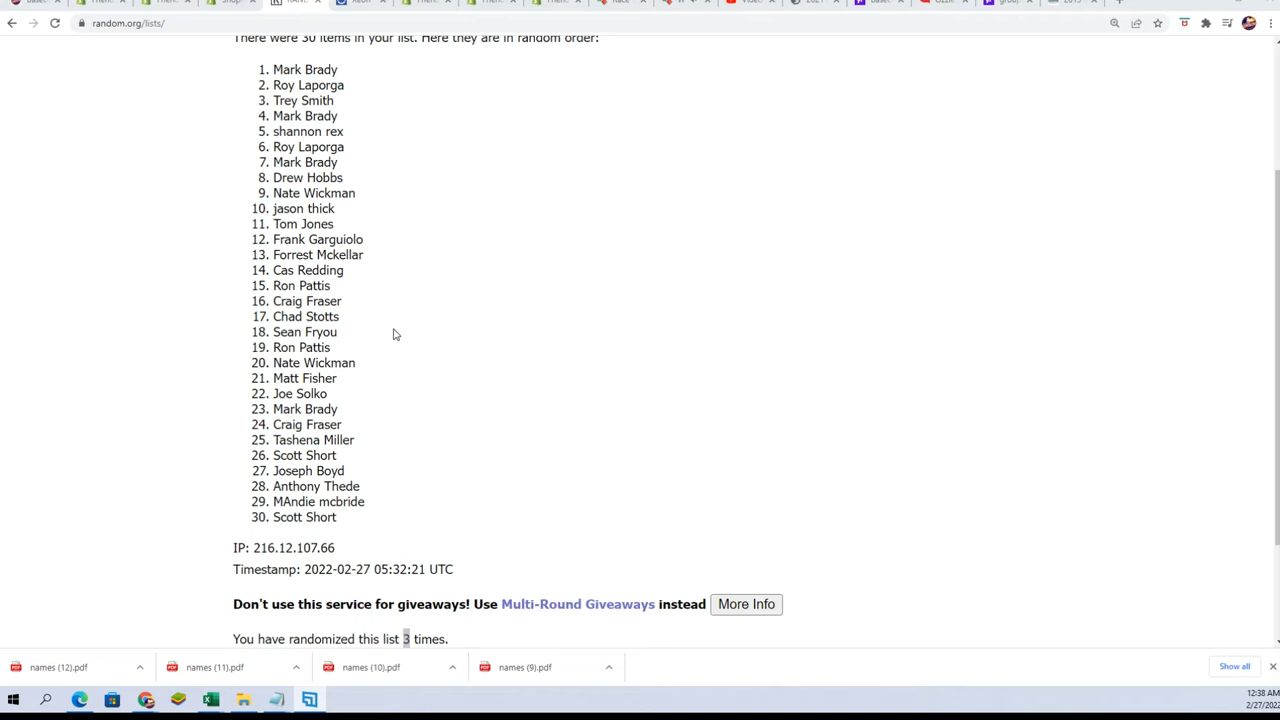 random.org/lists/
There were 30 items in your list. Here they are in random order:
1. Mark Brady
2. Roy Laporga
3. Trey Smith
4. Mark Brady
5. shannon rex
6. Roy Laporga
7. Mark Brady
8. Drew Hobbs
9. Nate Wickman
10. jason thick
11. Tom Jones
12. Frank Garguiolo
13. Forrest Mckellar
14. Cas Redding
15. Ron Pattis
16. Craig Fraser
17. Chad Stotts
18. Sean Fryou
19. Ron Pattis
20. Nate Wickman
21. Matt Fisher
22. Joe Solko
23. Mark Brady
24. Craig Fraser
25. Tashena Miller
26. Scott Short
27. Joseph Boyd
28. Anthony Thede
29. MAndie mcbride
30. Scott Short
IP: 216.12.107.66
Timestamp: 2022-02-27 05:32:21 UTC
Don't use this service for giveaways! Use Multi-Round Giveaways instead More Info
You have randomized this list 3 times.
names (12).pdf names (11).pdf names (10).pdf names (9).pdf Show all
12:38 AM